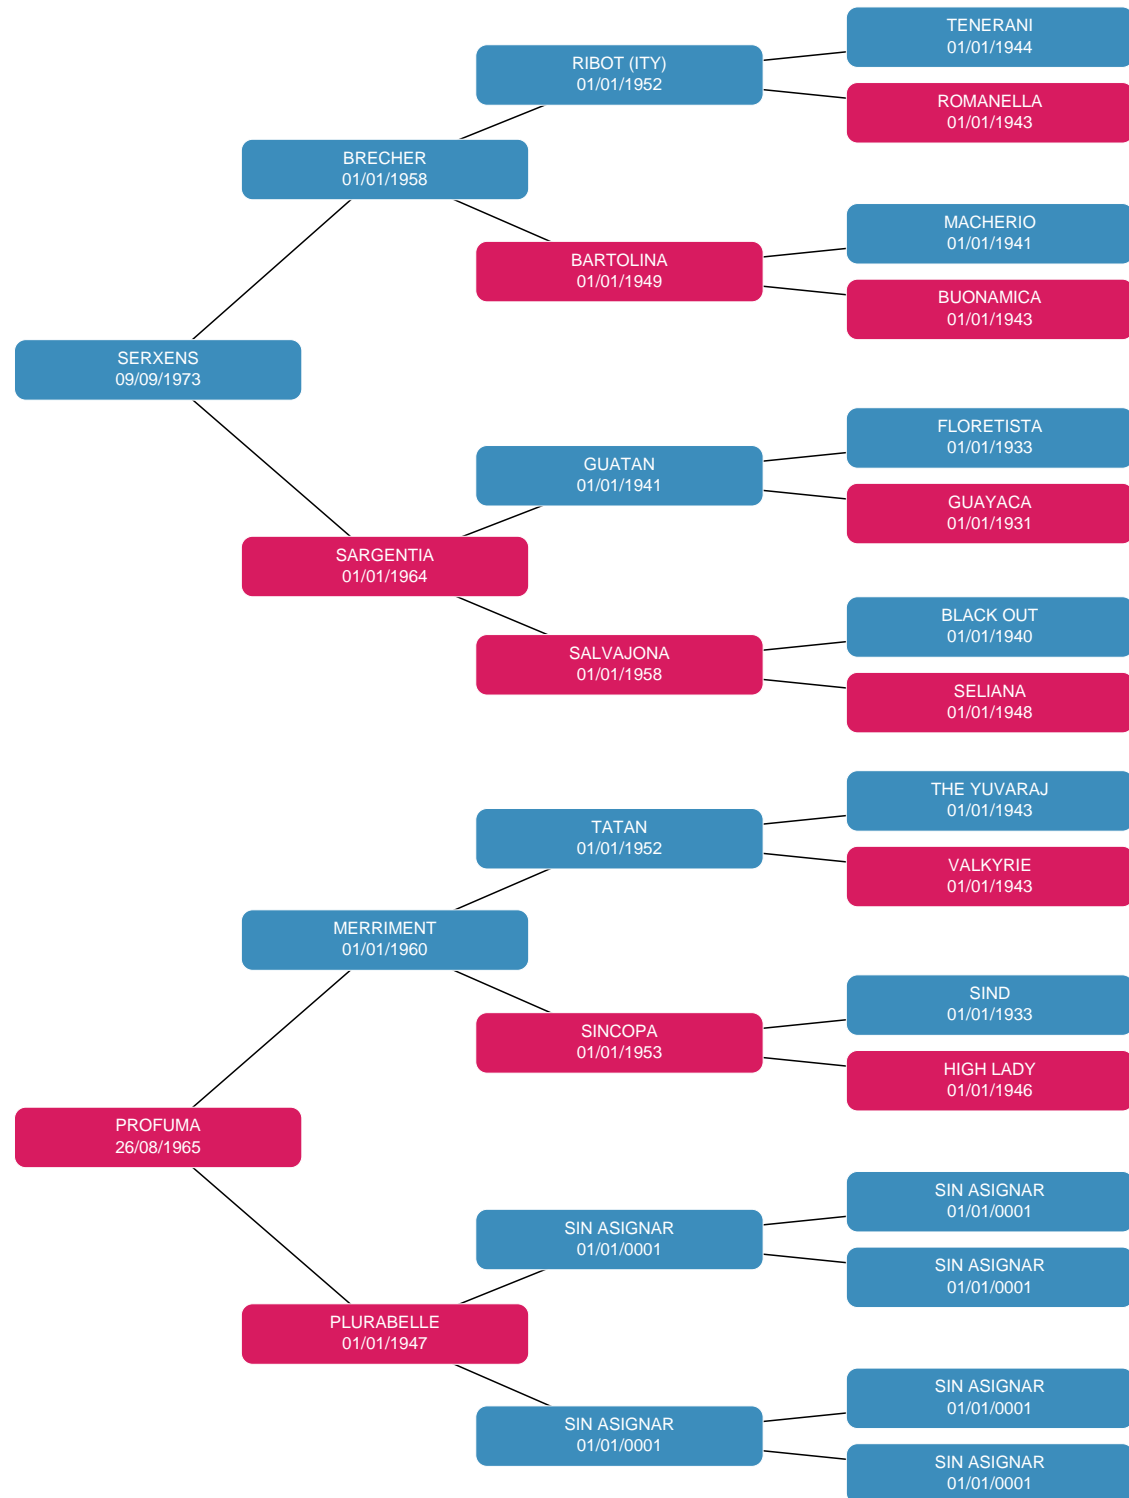 TENERANI
01/01/1944
RIBOT (ITY)
01/01/1952
ROMANELLA
01/01/1943
BRECHER
01/01/1958
MACHERIO
01/01/1941
BARTOLINA
01/01/1949
BUONAMICA
01/01/1943
SERXENS
09/09/1973
FLORETISTA
01/01/1933
GUATAN
01/01/1941
GUAYACA
01/01/1931
SARGENTIA
01/01/1964
BLACK OUT
01/01/1940
SALVAJONA
01/01/1958
SELIANA
01/01/1948
THE YUVARAJ
01/01/1943
TATAN
01/01/1952
VALKYRIE
01/01/1943
MERRIMENT
01/01/1960
SIND
01/01/1933
SINCOPA
01/01/1953
HIGH LADY
01/01/1946
PROFUMA
26/08/1965
SIN ASIGNAR
01/01/0001
SIN ASIGNAR
01/01/0001
SIN ASIGNAR
01/01/0001
PLURABELLE
01/01/1947
SIN ASIGNAR
01/01/0001
SIN ASIGNAR
01/01/0001
SIN ASIGNAR
01/01/0001